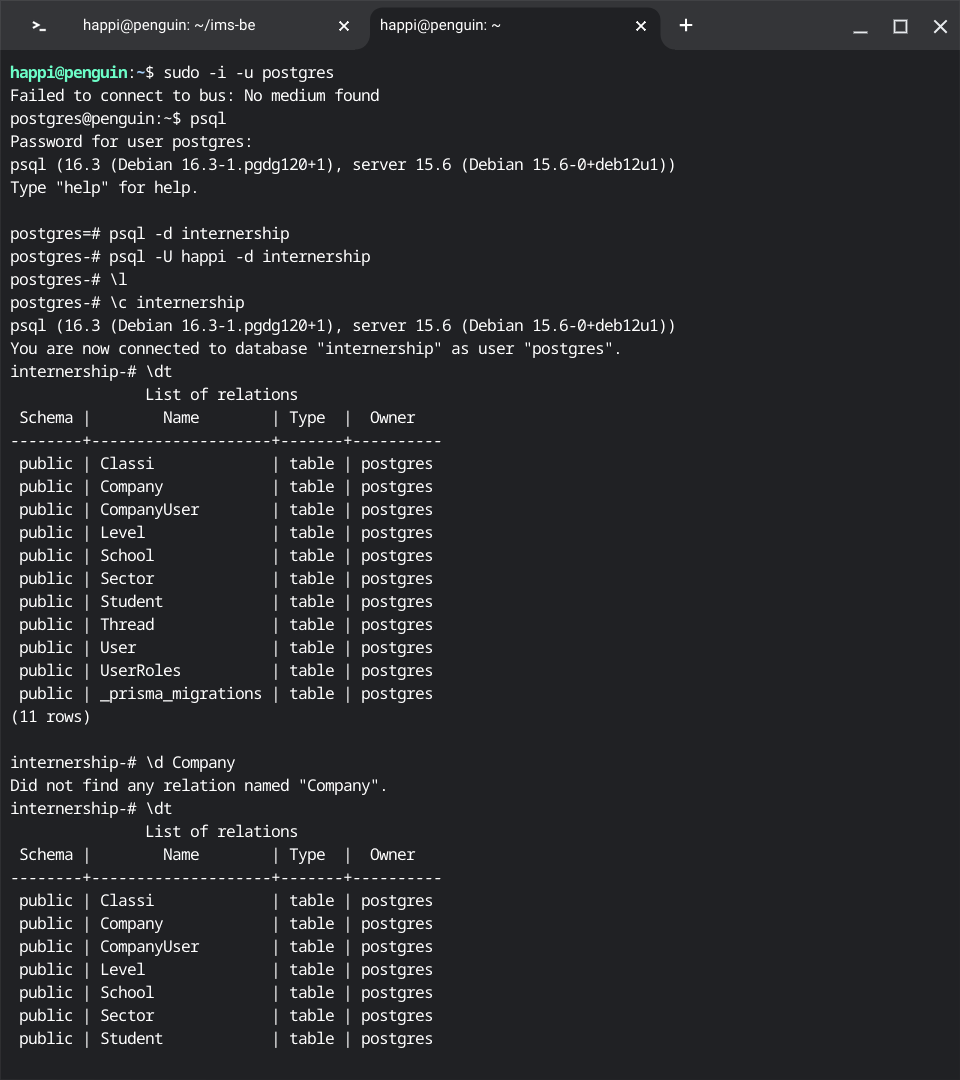 >_ happi@penguin: ~/ims-be × happi@penguin: ~ × +
happi@penguin:~$ sudo -i -u postgres
Failed to connect to bus: No medium found
postgres@penguin:~$ psql
Password for user postgres:
psql (16.3 (Debian 16.3-1.pgdg120+1), server 15.6 (Debian 15.6-0+deb12u1))
Type "help" for help.

postgres=# psql -d internership
postgres-# psql -U happi -d internership
postgres-# \l
postgres-# \c internership
psql (16.3 (Debian 16.3-1.pgdg120+1), server 15.6 (Debian 15.6-0+deb12u1))
You are now connected to database "internership" as user "postgres".
internership-# \dt
               List of relations
 Schema |        Name        | Type  |  Owner
--------+--------------------+-------+----------
 public | Classi             | table | postgres
 public | Company            | table | postgres
 public | CompanyUser        | table | postgres
 public | Level              | table | postgres
 public | School             | table | postgres
 public | Sector             | table | postgres
 public | Student            | table | postgres
 public | Thread             | table | postgres
 public | User               | table | postgres
 public | UserRoles          | table | postgres
 public | _prisma_migrations | table | postgres
(11 rows)

internership-# \d Company
Did not find any relation named "Company".
internership-# \dt
               List of relations
 Schema |        Name        | Type  |  Owner
--------+--------------------+-------+----------
 public | Classi             | table | postgres
 public | Company            | table | postgres
 public | CompanyUser        | table | postgres
 public | Level              | table | postgres
 public | School             | table | postgres
 public | Sector             | table | postgres
 public | Student            | table | postgres